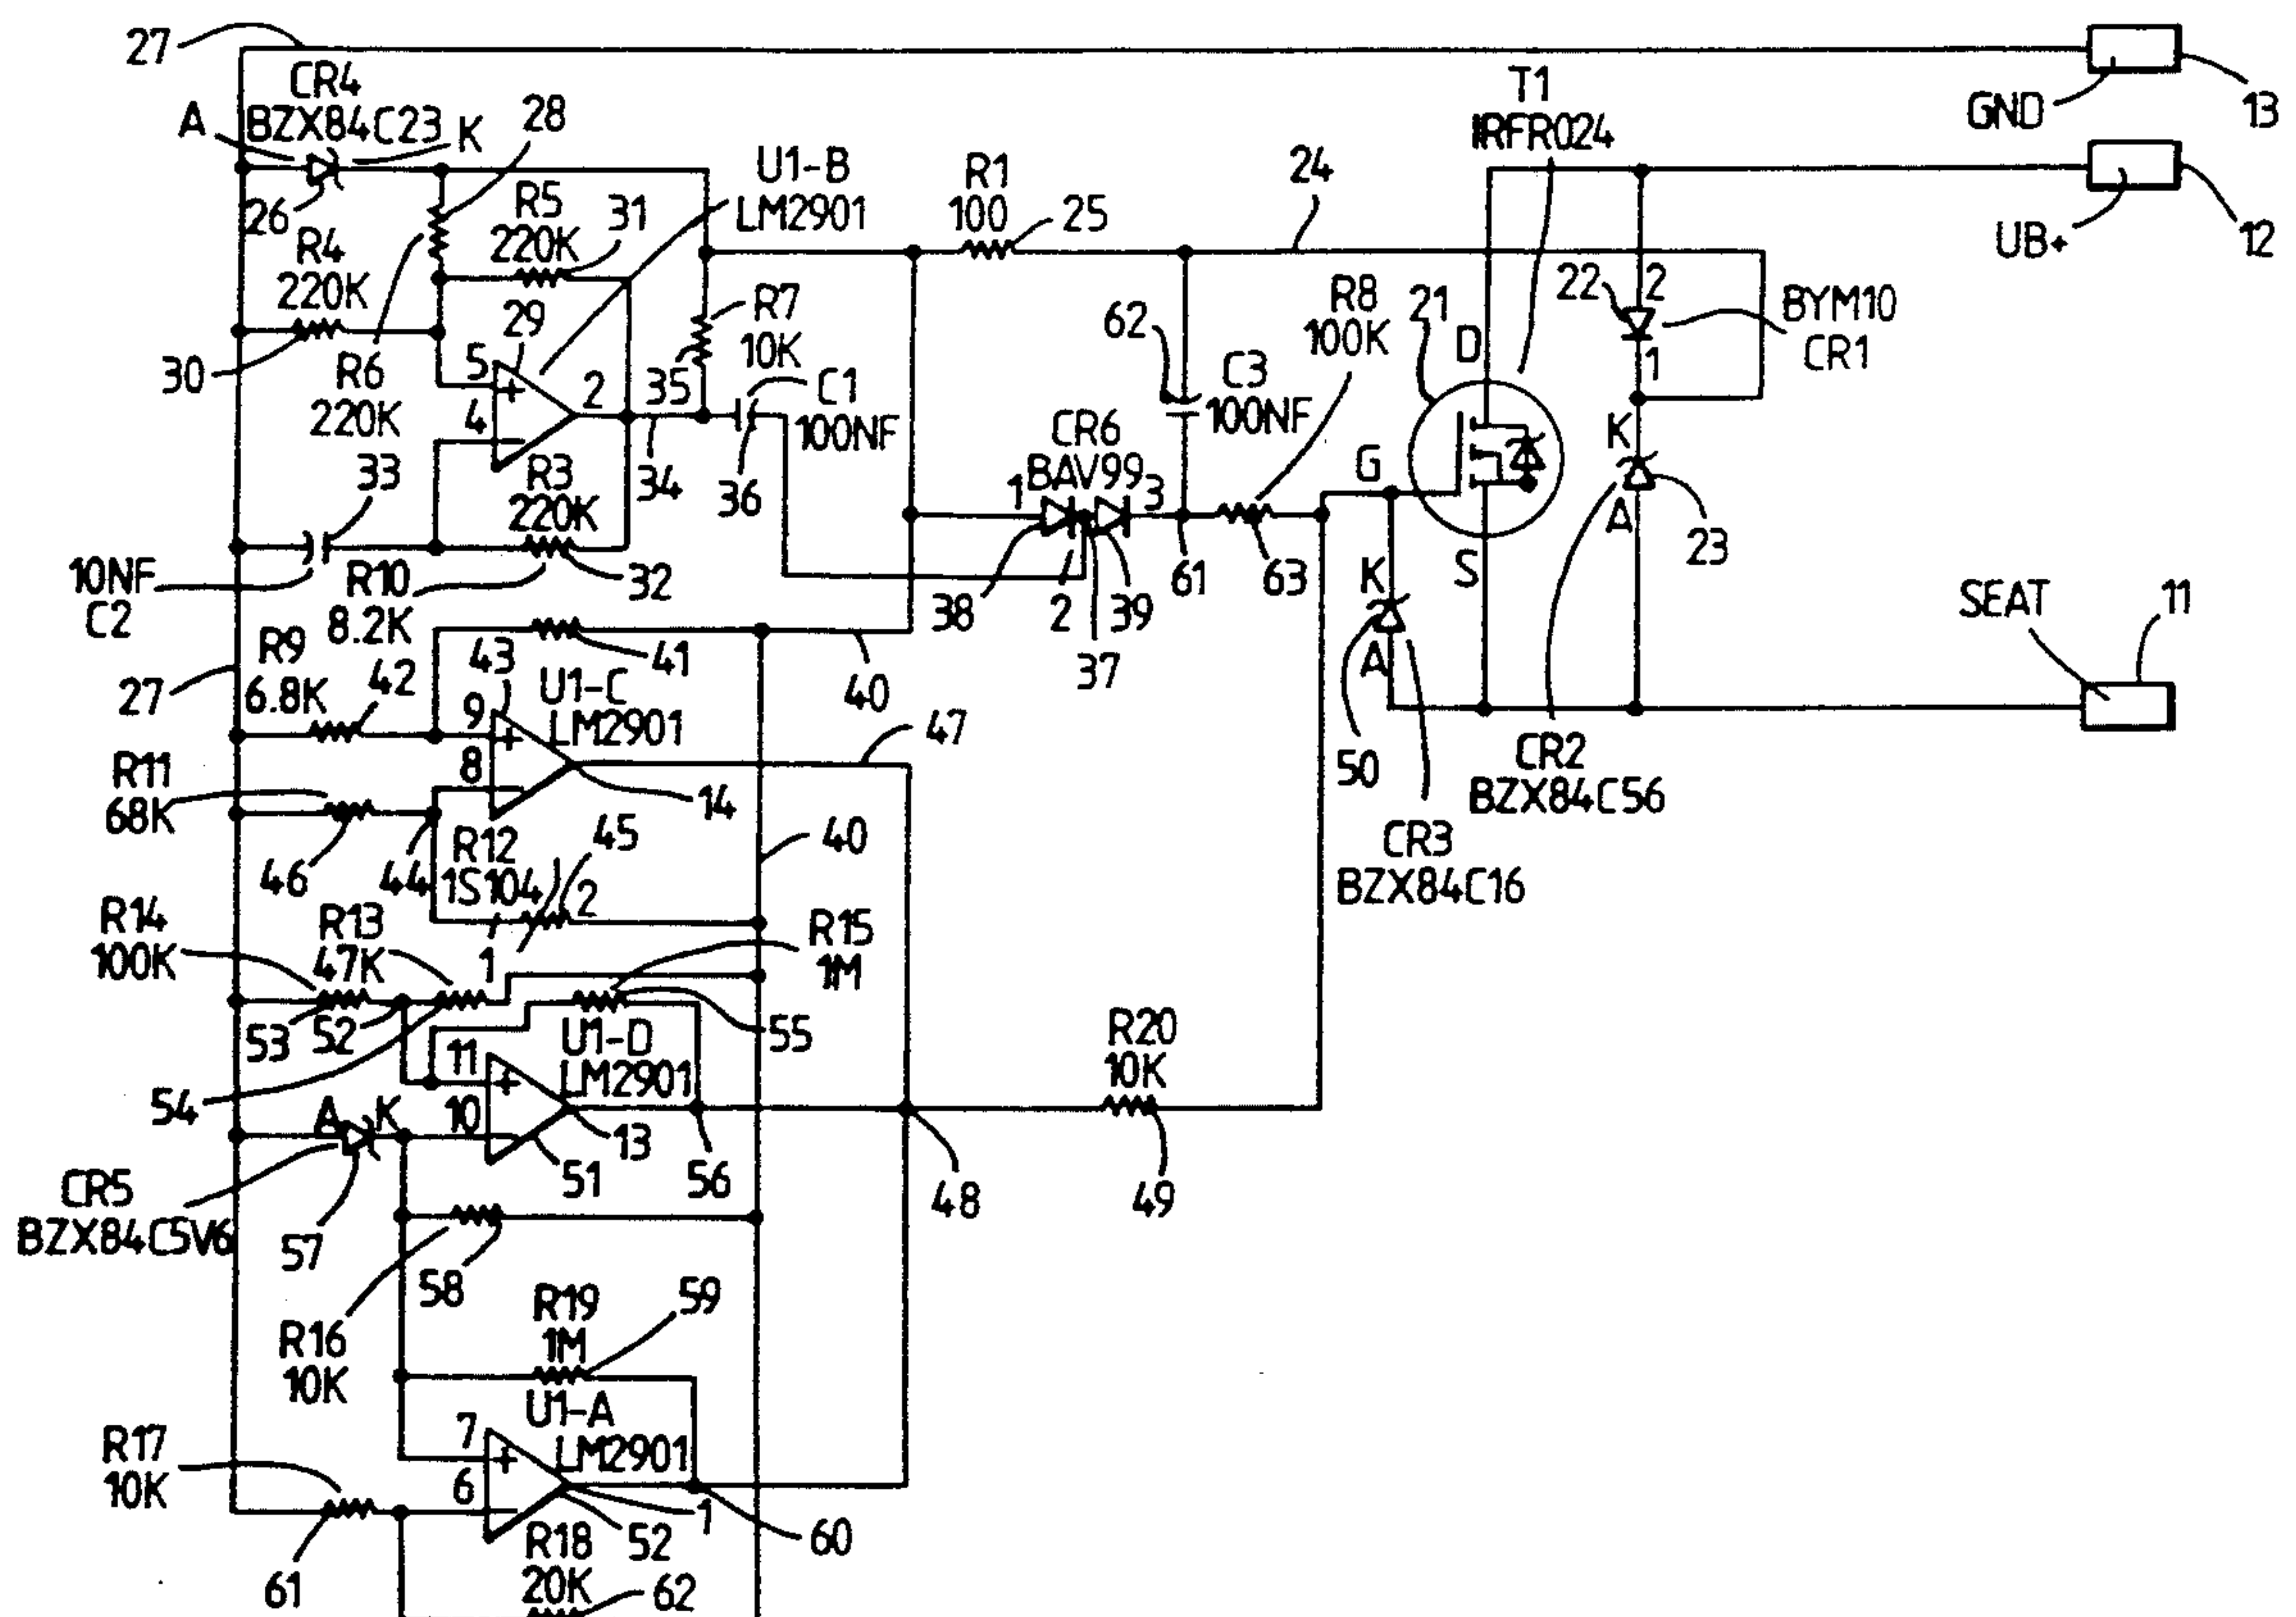 27
CR4
BZX84C23
A
K
28
26
U1-B
LM2901
R5
220K
31
R4
220K
R1
100
25
24
T1
IRFR024
GND
13
UB+
12
22
2
BYM10
CR1
1
29
R7
10K
30
R6
220K
5
+
4
2
35
C1
100NF
62
C3
100NF
R8
100K
21
D
G
S
K
A
23
33
R3
220K
34
36
CR6
1
BAV99
3
10NF
C2
R10
8.2K
32
38
2
39
37
61
63
K
A
50
SEAT
11
R9
6.8K
42
43
41
40
27
U1-C
LM2901
9
+
8
14
47
CR2
BZX84C56
CR3
BZX84C16
R11
68K
46
44
R12
1S104
45
2
1
40
R14
100K
R13
47K
R15
1M
53
52
54
55
U1-D
LM2901
11
+
10
13
51
56
48
R20
10K
49
A
K
CR5
BZX84C5V6
57
58
R16
10K
R19
1M
59
U1-A
LM2901
7
+
6
1
52
60
R17
10K
61
R18
20K
62